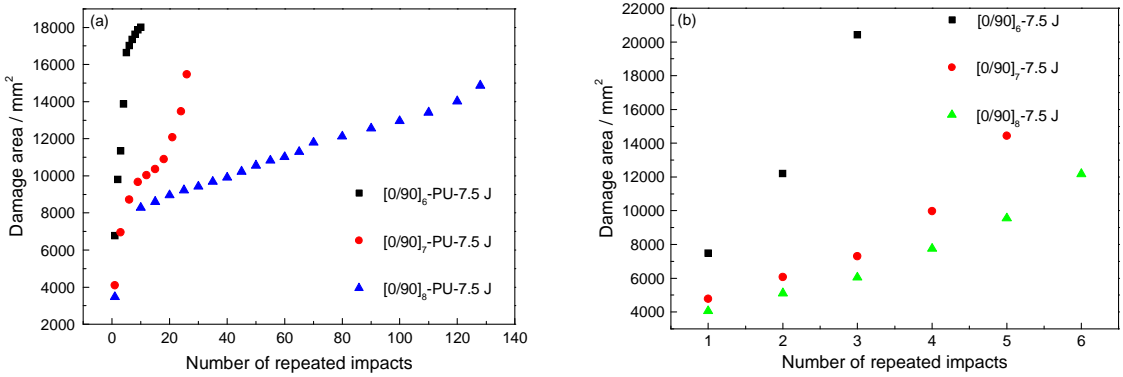 (a)
18000
16000
14000
12000
10000
8000
6000
4000
2000
Damage area / mm²
[0/90]₆-PU-7.5 J
[0/90]₇-PU-7.5 J
[0/90]₈-PU-7.5 J
0 20 40 60 80 100 120 140
Number of repeated impacts
(b)
22000
20000
18000
16000
14000
12000
10000
8000
6000
4000
Damage area / mm²
[0/90]₆-7.5 J
[0/90]₇-7.5 J
[0/90]₈-7.5 J
1 2 3 4 5 6
Number of repeated impacts